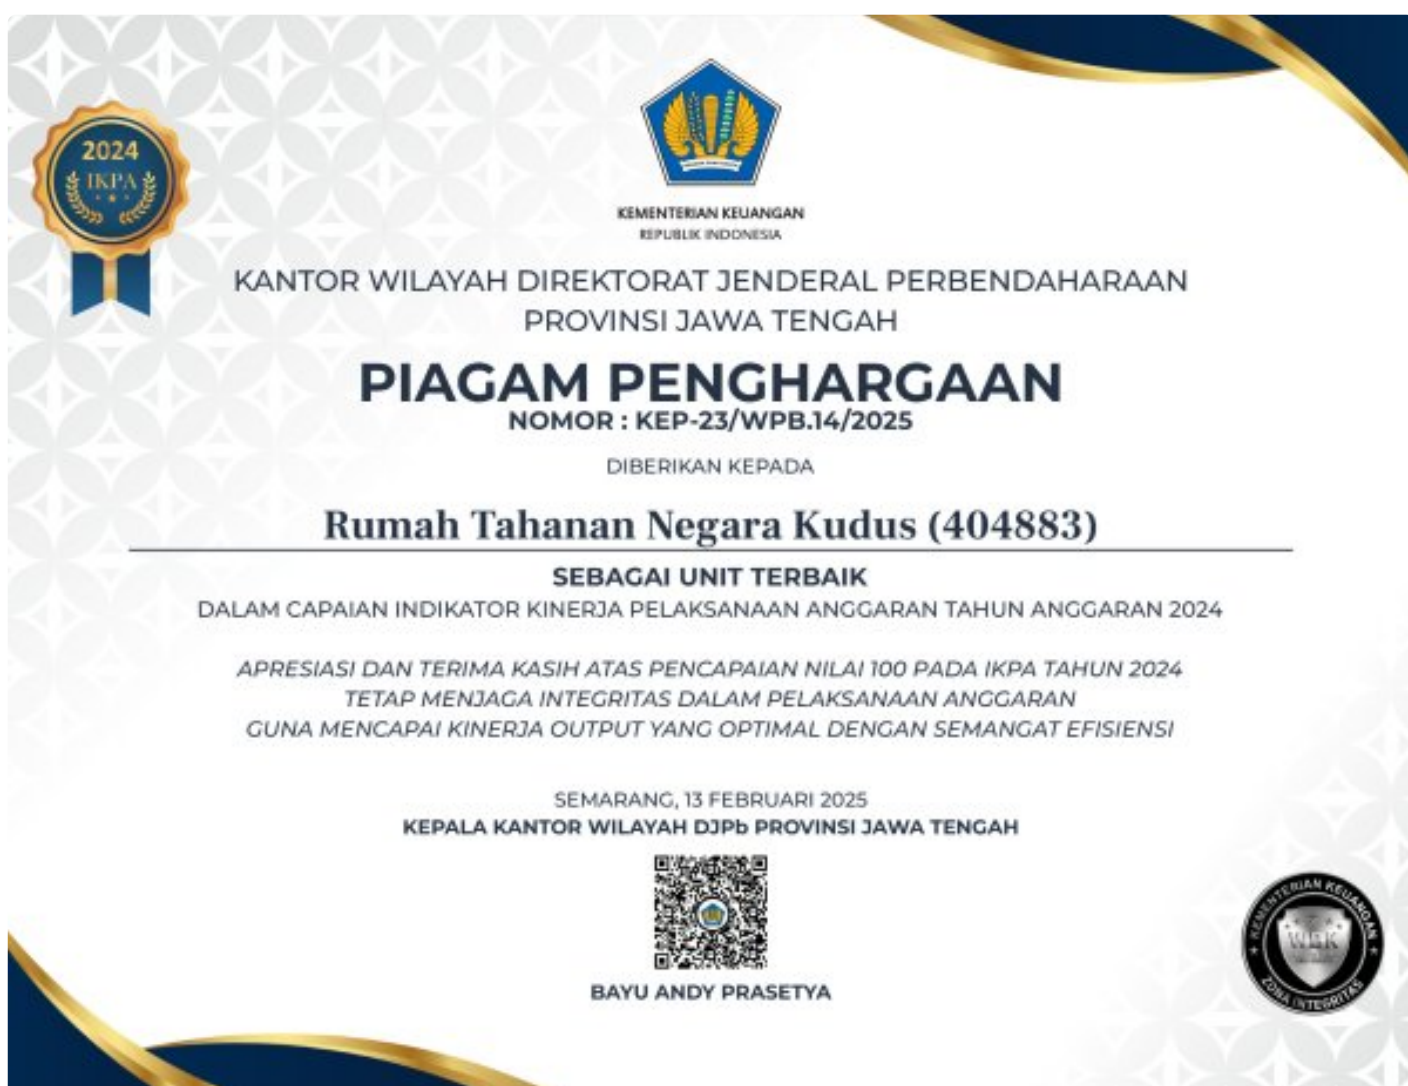 2024
IKPA
KEMENTERIAN KEUANGAN
REPUBLIK INDONESIA
KANTOR WILAYAH DIREKTORAT JENDERAL PERBENDAHARAAN
PROVINSI JAWA TENGAH
PIAGAM PENGHARGAAN
NOMOR : KEP-23/WPB.14/2025
DIBERIKAN KEPADA
Rumah Tahanan Negara Kudus (404883)
SEBAGAI UNIT TERBAIK
DALAM CAPAIAN INDIKATOR KINERJA PELAKSANAAN ANGGARAN TAHUN ANGGARAN 2024
APRESIASI DAN TERIMA KASIH ATAS PENCAPAIAN NILAI 100 PADA IKPA TAHUN 2024
TETAP MENJAGA INTEGRITAS DALAM PELAKSANAAN ANGGARAN
GUNA MENCAPAI KINERJA OUTPUT YANG OPTIMAL DENGAN SEMANGAT EFISIENSI
SEMARANG, 13 FEBRUARI 2025
KEPALA KANTOR WILAYAH DJPb PROVINSI JAWA TENGAH
BAYU ANDY PRASETYA
KEMENTERIAN KEUANGAN
WBK
ZONA INTEGRITAS